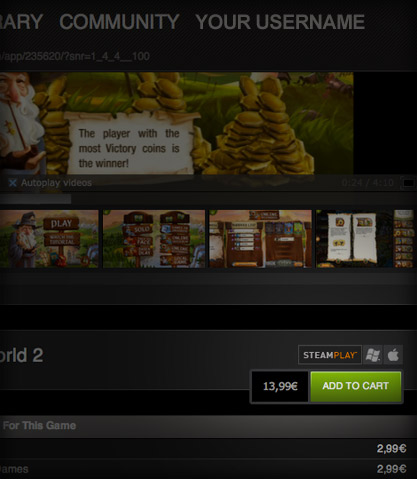 RARY COMMUNITY YOUR USERNAME
/app/235620/?snr=1_4_4__100
The player with the
most Victory coins is
the winner!
Autoplay videos 0:24 / 4:10
PLAY
SOLO
orld 2
STEAMPLAY
13,99€ ADD TO CART
For This Game
2,99€
ames 2,99€